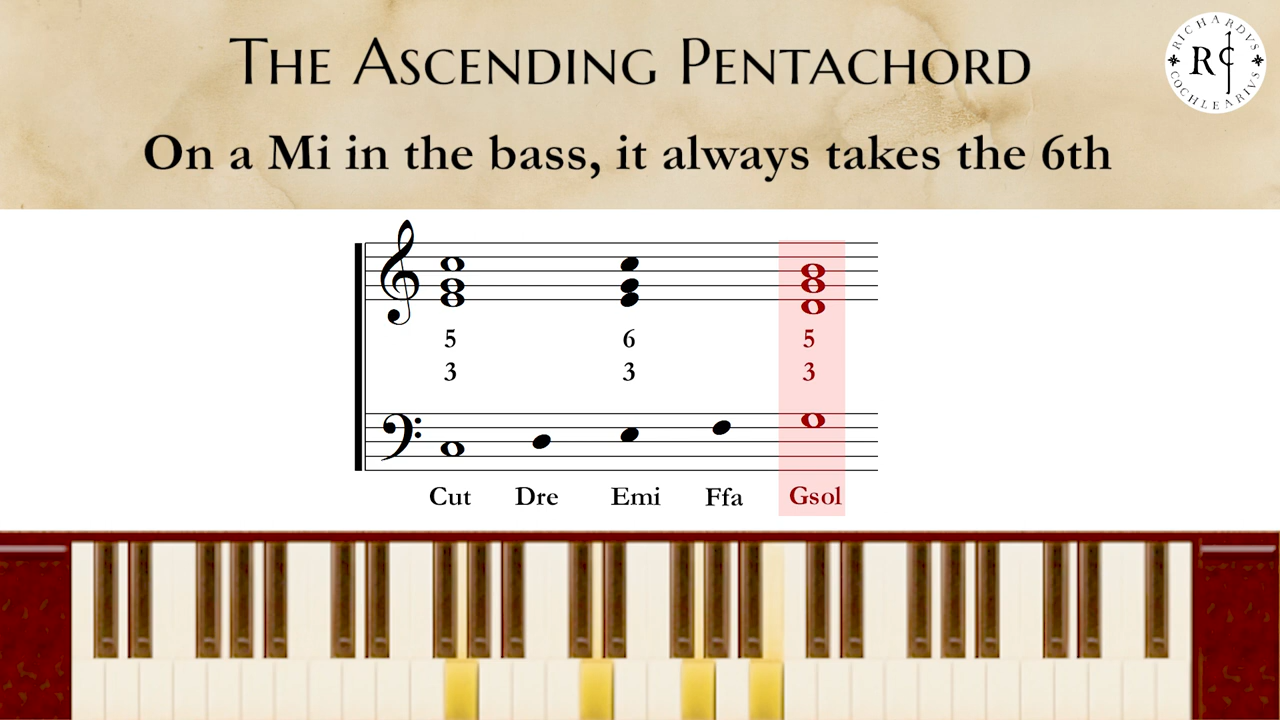 The Ascending Pentachord
RICHARDVS COCHLEARIVS
RC
On a Mi in the bass, it always takes the 6th
5 6 5
3 3 3
Cut Dre Emi Ffa Gsol